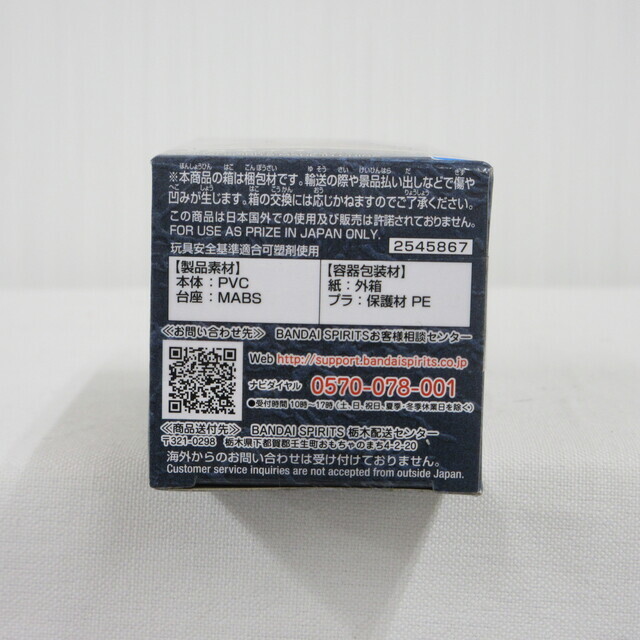 ※本商品の箱は梱包材です。輸送の際や景品払い出しなどで傷や
凹みが生じます。箱の交換には応じかねますのでご了承ください。
この商品は日本国外での使用及び販売は許諾されておりません。
FOR USE AS PRIZE IN JAPAN ONLY.
玩具安全基準適合可塑剤使用
2545867
【製品素材】
本体：PVC
台座：MABS
【容器包装材】
紙：外箱
プラ：保護材 PE
≪お問い合わせ先≫ BANDAI SPIRITSお客様相談センター
Web http://support.bandaispirits.co.jp
ナビダイヤル 0570-078-001
●受付時間 10時～17時（土、日、祝日、夏季・冬季休業日を除く）
≪商品送付先≫ BANDAI SPIRITS 栃木配送センター
〒321-0298 栃木県下都賀郡壬生町おもちゃのまち4-2-20
海外からのお問い合わせは受け付けておりません。
Customer service inquiries are not accepted from outside Japan.